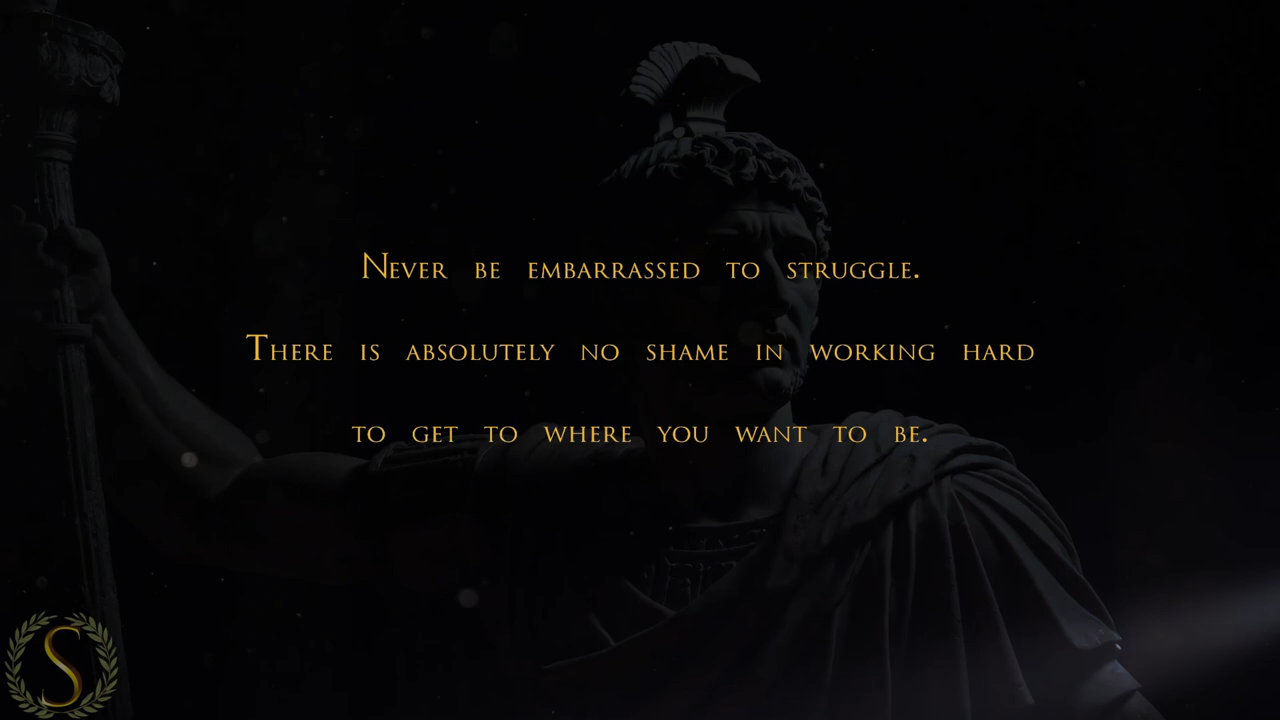 Never be embarrassed to struggle.
There is absolutely no shame in working hard
to get to where you want to be.
S